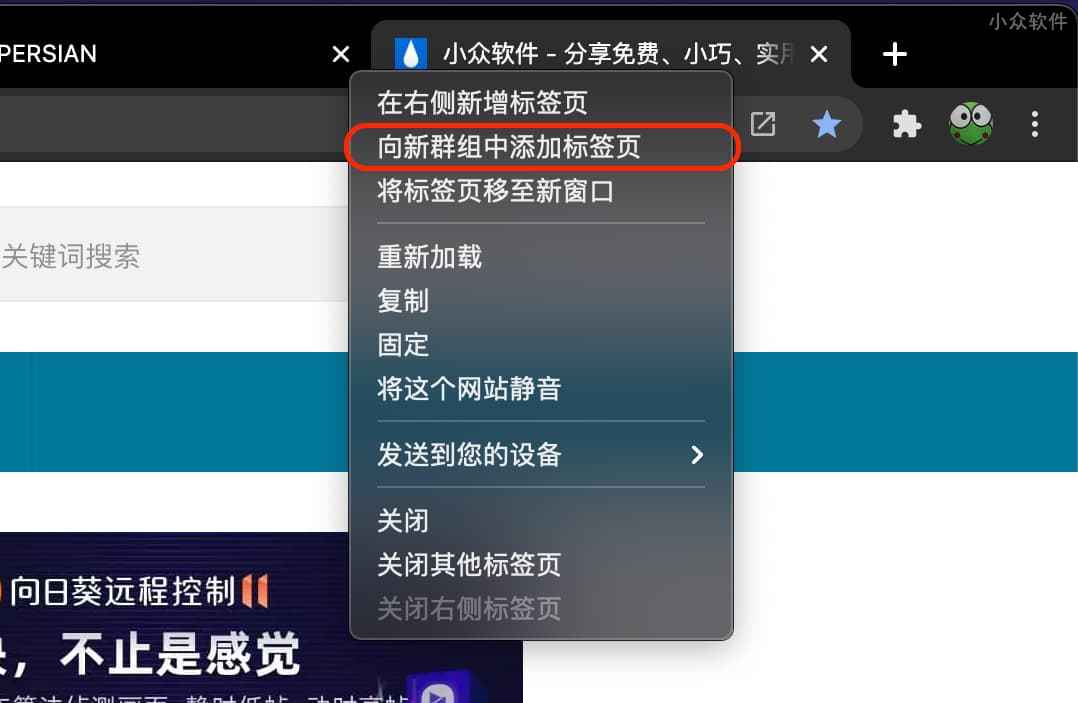 小众软件
PERSIAN
小众软件 - 分享免费、小巧、实用
在右侧新增标签页
向新群组中添加标签页
将标签页移至新窗口
关键词搜索
重新加载
复制
固定
将这个网站静音
发送到您的设备
关闭
关闭其他标签页
关闭右侧标签页
向日葵远程控制
，不止是感觉